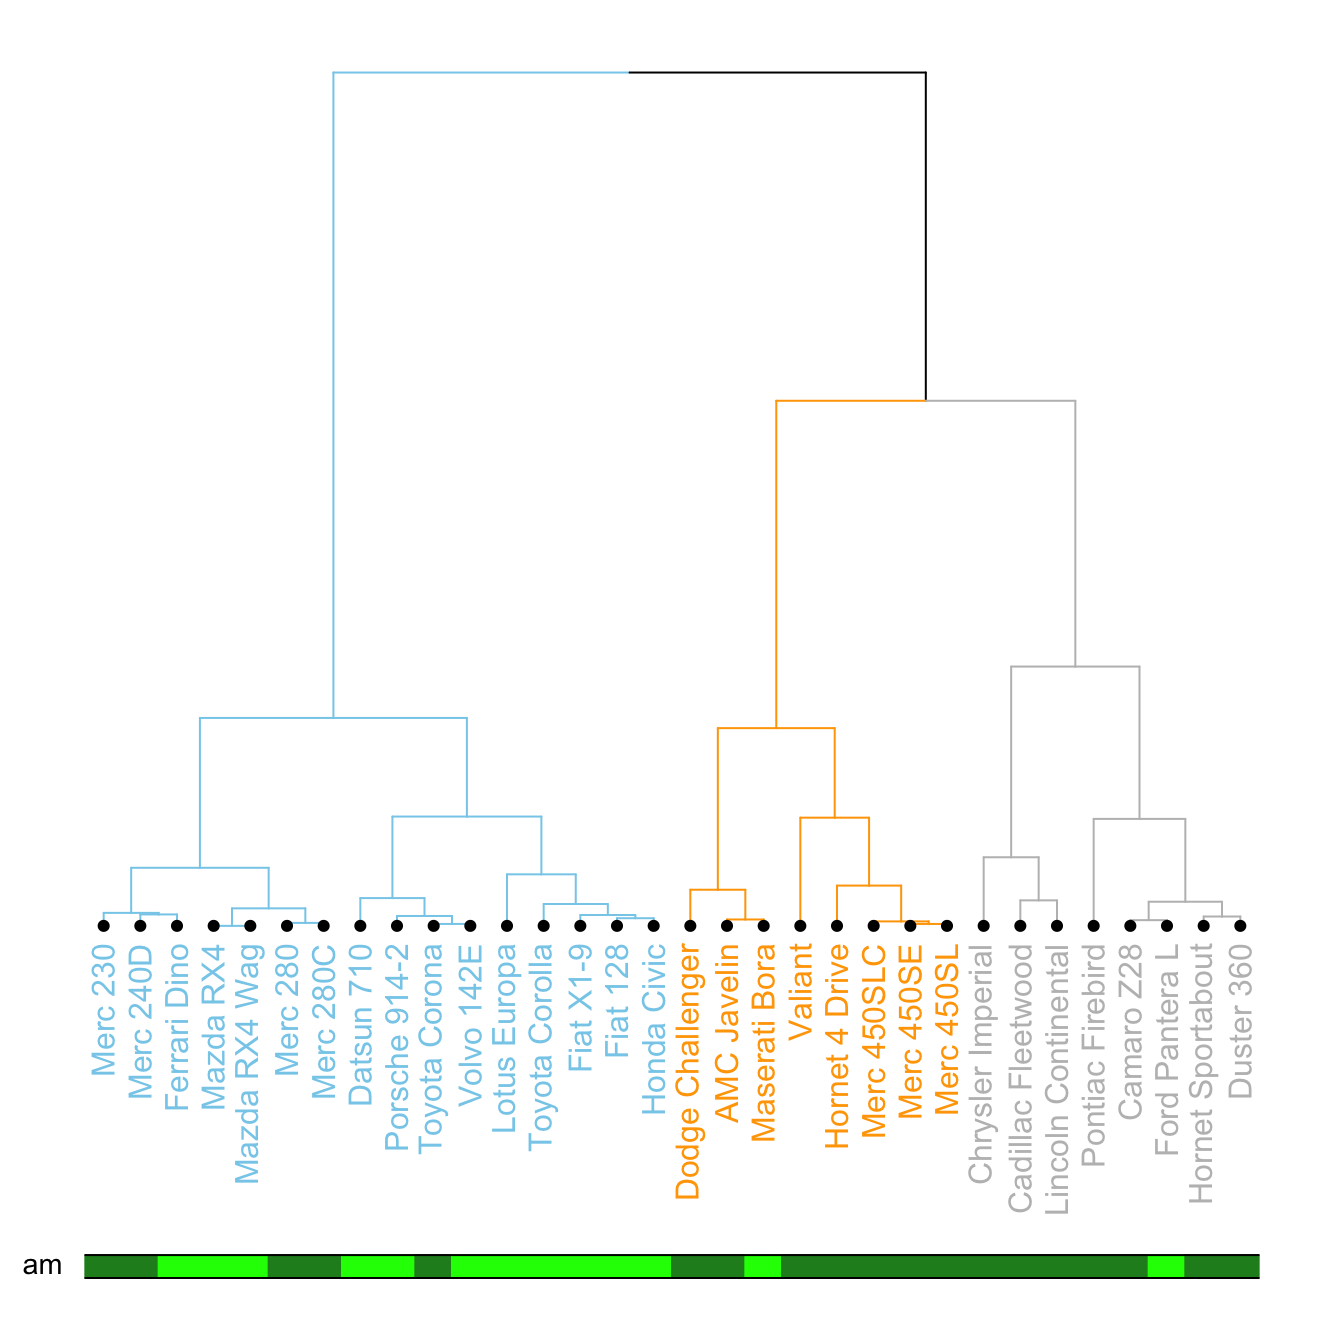 Merc 230
Merc 240D
Ferrari Dino
Mazda RX4
Mazda RX4 Wag
Merc 280
Merc 280C
Datsun 710
Porsche 914-2
Toyota Corona
Volvo 142E
Lotus Europa
Toyota Corolla
Fiat X1-9
Fiat 128
Honda Civic
Dodge Challenger
AMC Javelin
Maserati Bora
Valiant
Hornet 4 Drive
Merc 450SLC
Merc 450SE
Merc 450SL
Chrysler Imperial
Cadillac Fleetwood
Lincoln Continental
Pontiac Firebird
Camaro Z28
Ford Pantera L
Hornet Sportabout
Duster 360
am